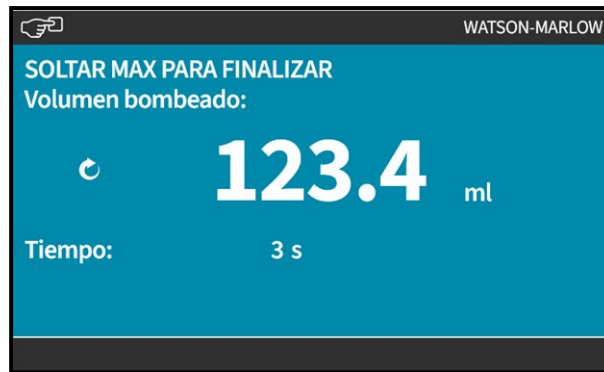 WATSON-MARLOW
SOLTAR MAX PARA FINALIZAR
Volumen bombeado:
123.4 ml
Tiempo: 3 s